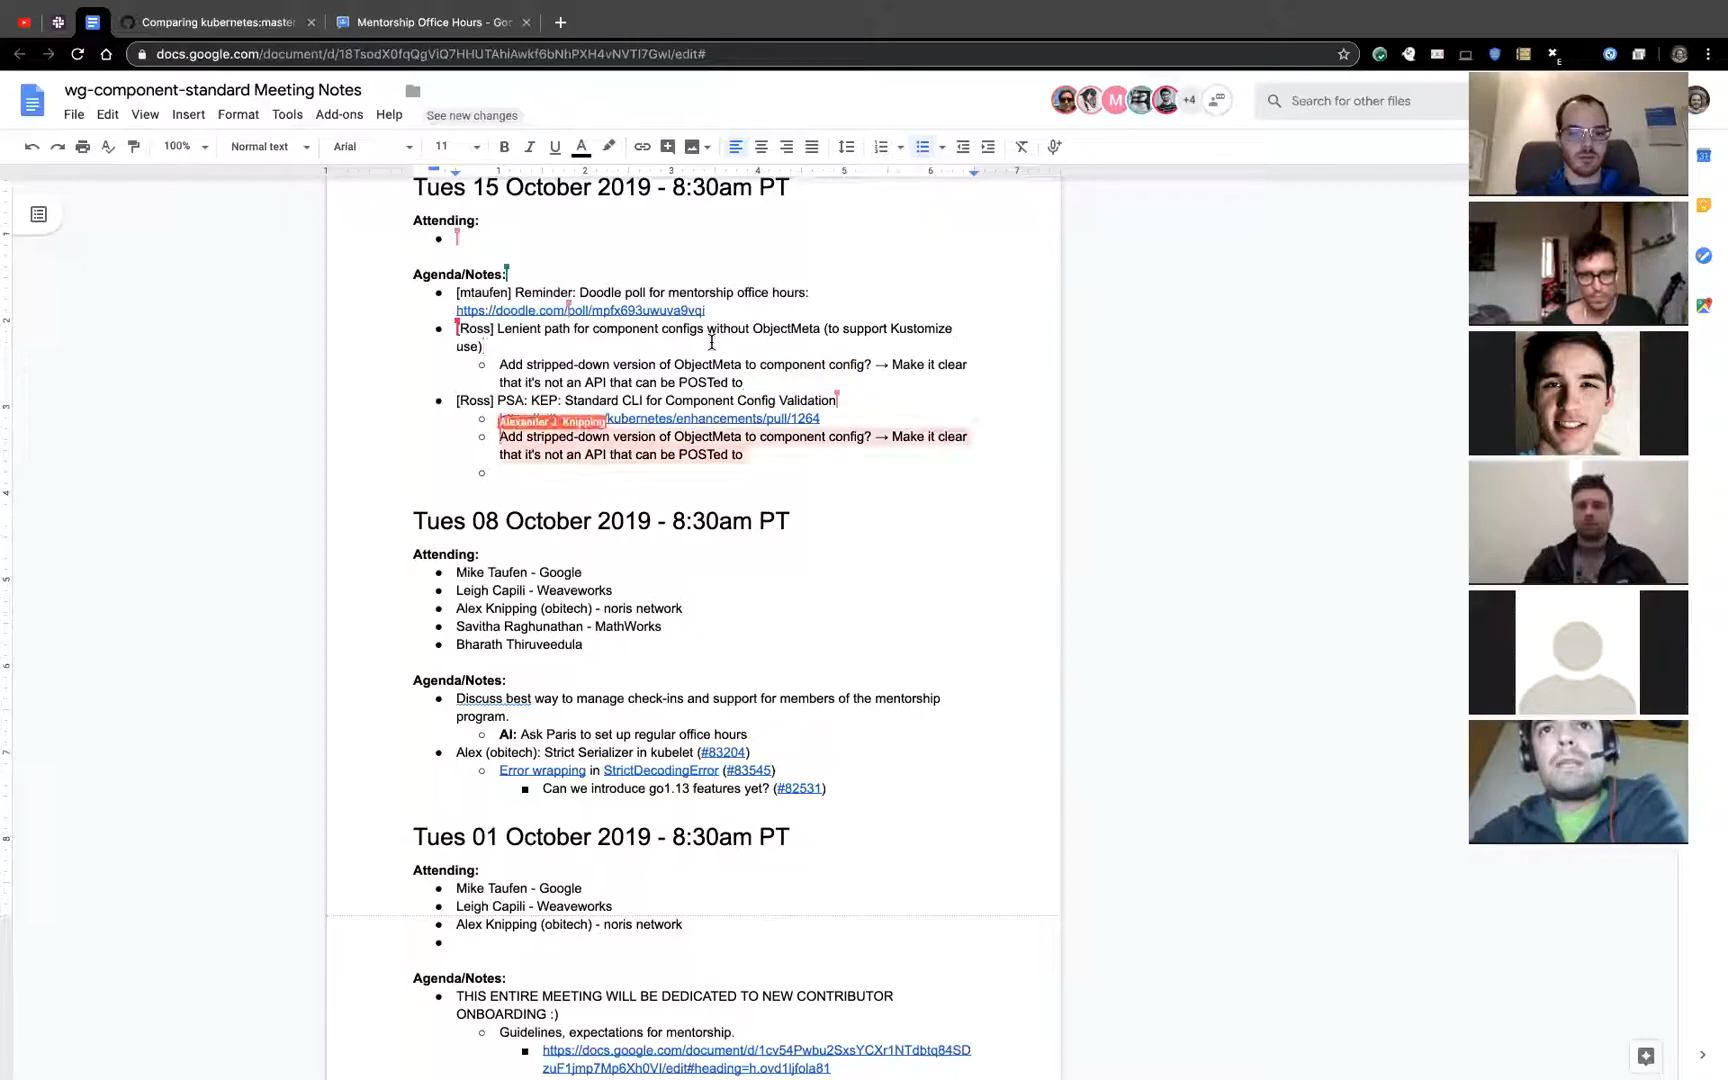 Comparing kubernetes:master
Mentorship Office Hours - Goo
docs.google.com/document/d/18TsodX0fqQgViQ7HHUTAhiAwkf6bNhPXH4vNVTl7GwI/edit#
wg-component-standard Meeting Notes
File Edit View Insert Format Tools Add-ons Help See new changes
M +4
Search for other files
100% Normal text Arial 11 B I U A
1 1 2 3 4 5 6 7
Tues 15 October 2019 - 8:30am PT
Attending:
Agenda/Notes:
[mtaufen] Reminder: Doodle poll for mentorship office hours:
https://doodle.com/poll/mpfx693uwuva9vqi
[Ross] Lenient path for component configs without ObjectMeta (to support Kustomize
use)
Add stripped-down version of ObjectMeta to component config? → Make it clear
that it's not an API that can be POSTed to
[Ross] PSA: KEP: Standard CLI for Component Config Validation
/kubernetes/enhancements/pull/1264
Alexander J. Knipping
Add stripped-down version of ObjectMeta to component config? → Make it clear
that it's not an API that can be POSTed to
Tues 08 October 2019 - 8:30am PT
Attending:
Mike Taufen - Google
Leigh Capili - Weaveworks
Alex Knipping (obitech) - noris network
Savitha Raghunathan - MathWorks
Bharath Thiruveedula
Agenda/Notes:
Discuss best way to manage check-ins and support for members of the mentorship
program.
AI: Ask Paris to set up regular office hours
Alex (obitech): Strict Serializer in kubelet (#83204)
Error wrapping in StrictDecodingError (#83545)
Can we introduce go1.13 features yet? (#82531)
Tues 01 October 2019 - 8:30am PT
Attending:
Mike Taufen - Google
Leigh Capili - Weaveworks
Alex Knipping (obitech) - noris network
Agenda/Notes:
THIS ENTIRE MEETING WILL BE DEDICATED TO NEW CONTRIBUTOR
ONBOARDING :)
Guidelines, expectations for mentorship.
https://docs.google.com/document/d/1cv54Pwbu2SxsYCXr1NTdbtq84SD
zuF1jmp7Mp6Xh0VI/edit#heading=h.ovd1ljfola81